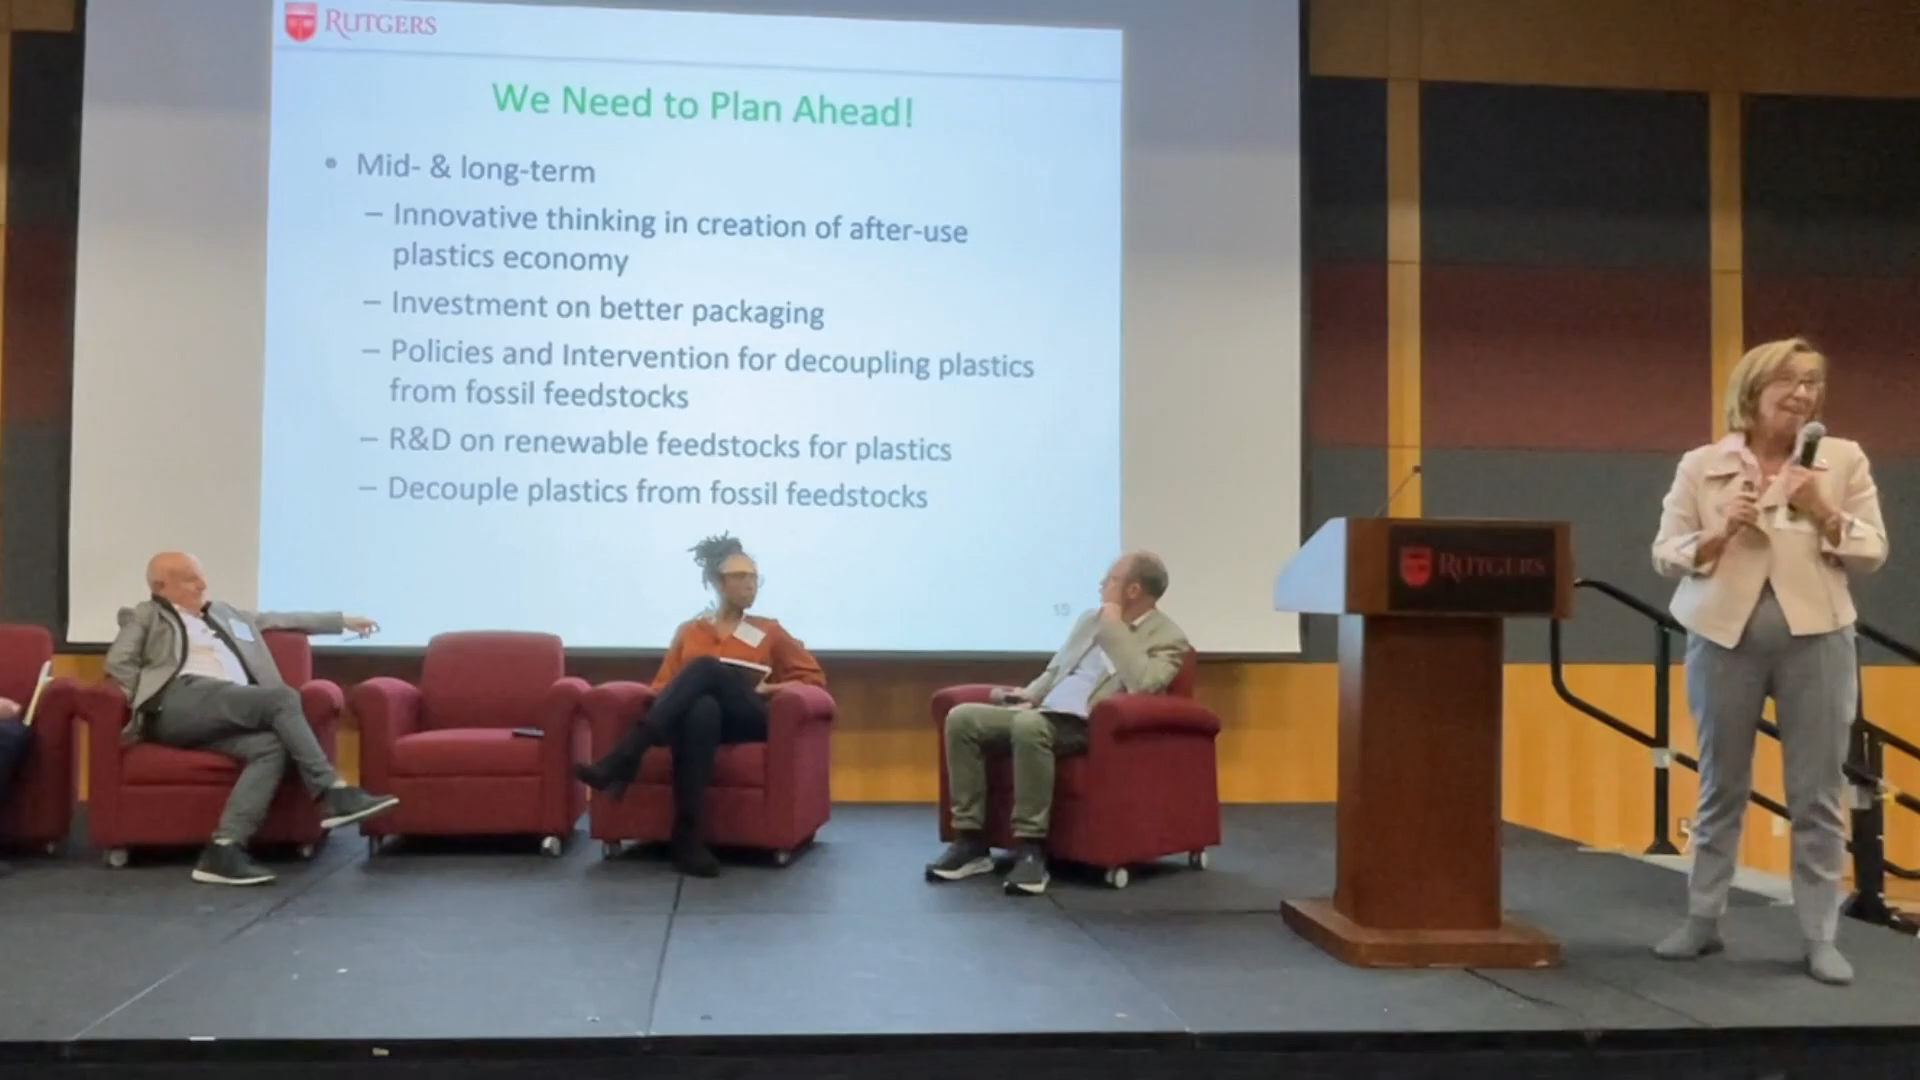 RUTGERS
We Need to Plan Ahead!
• Mid- & long-term
– Innovative thinking in creation of after-use
plastics economy
– Investment on better packaging
– Policies and Intervention for decoupling plastics
from fossil feedstocks
– R&D on renewable feedstocks for plastics
– Decouple plastics from fossil feedstocks
15
RUTGERS